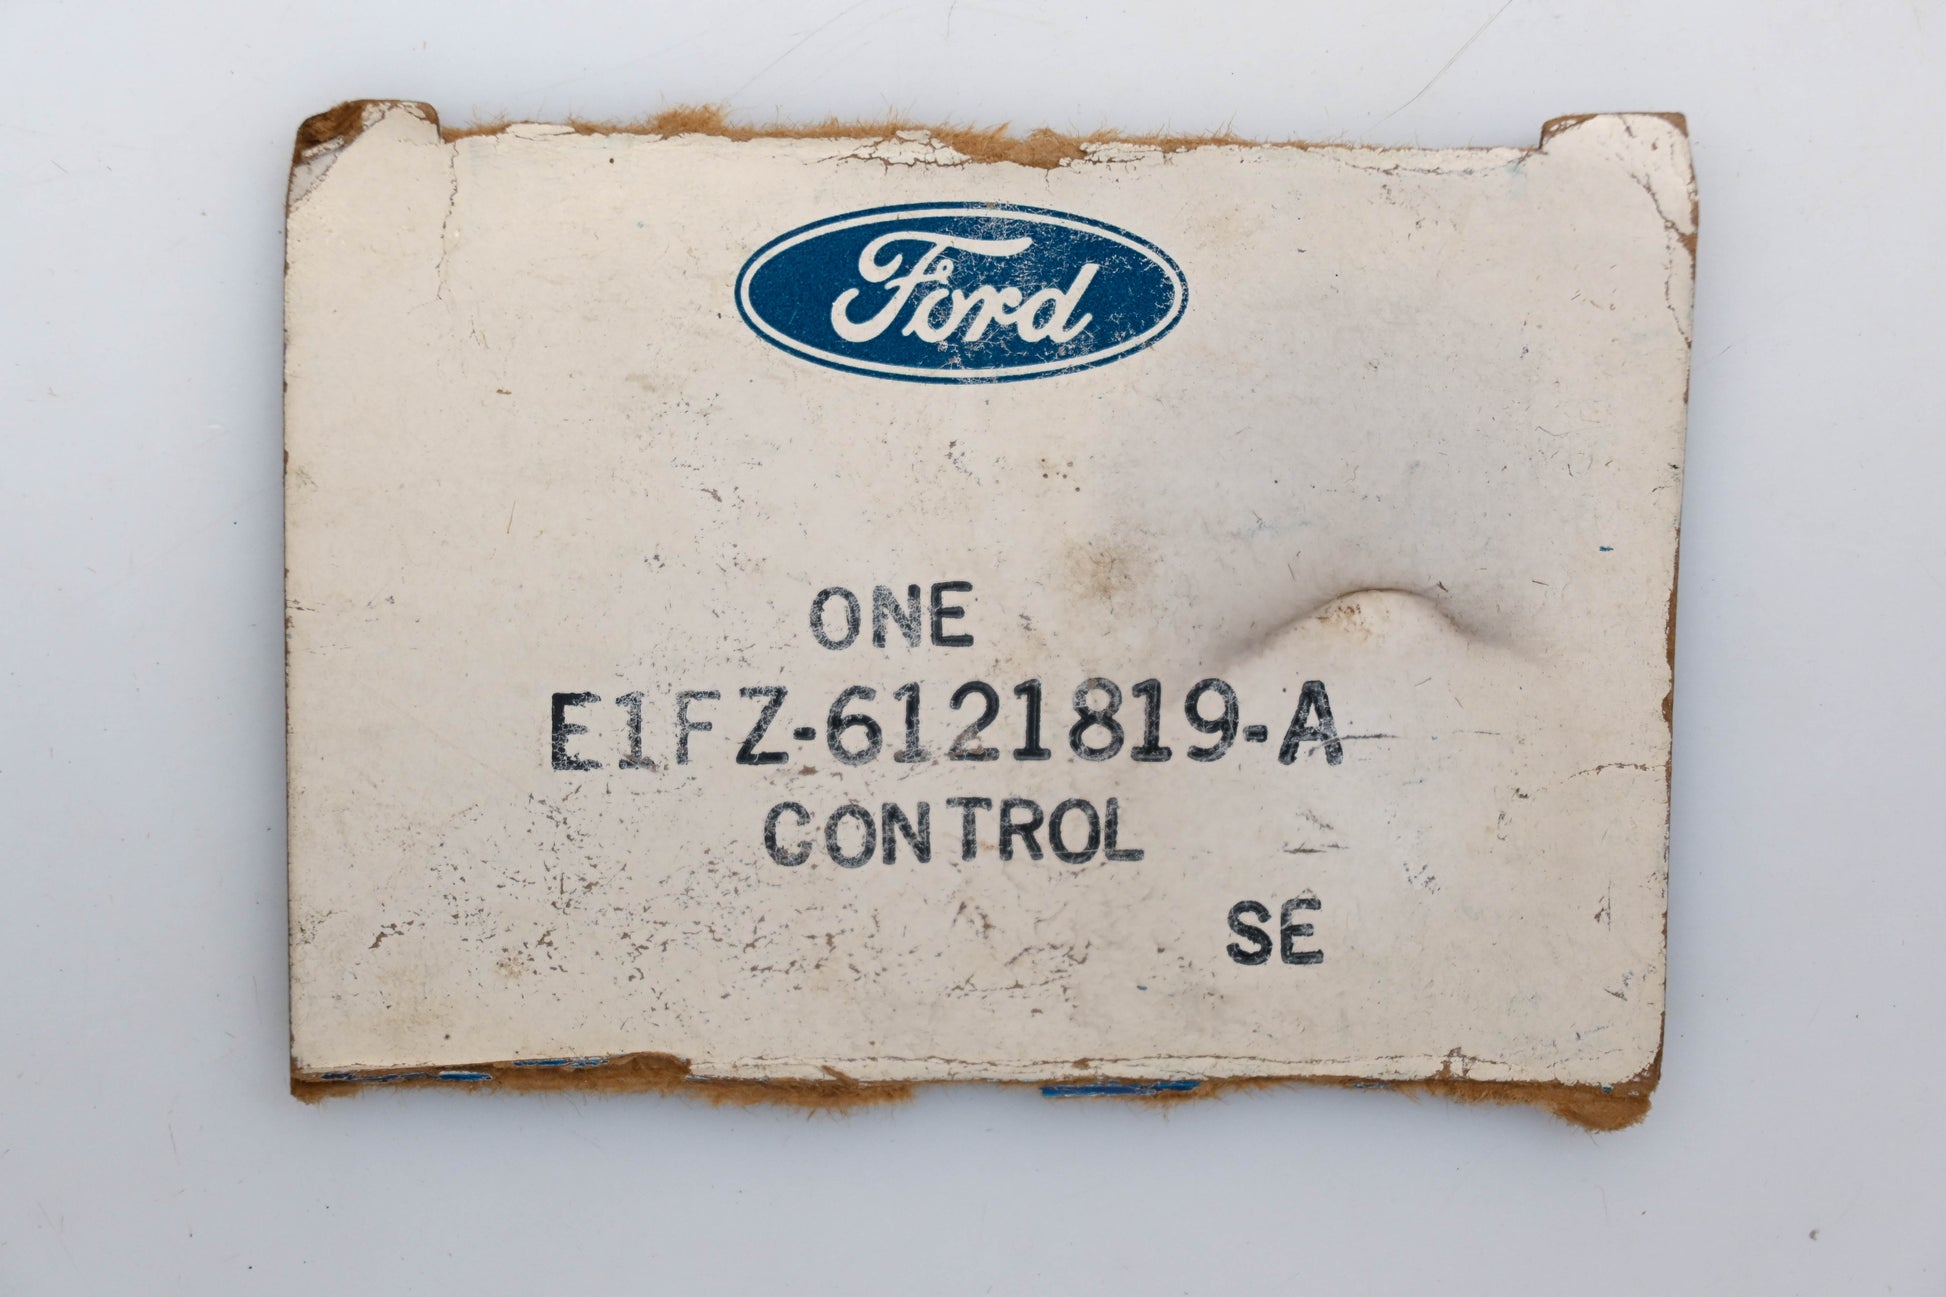 Ford
ONE
E1FZ-6121819-A
CONTROL
SE